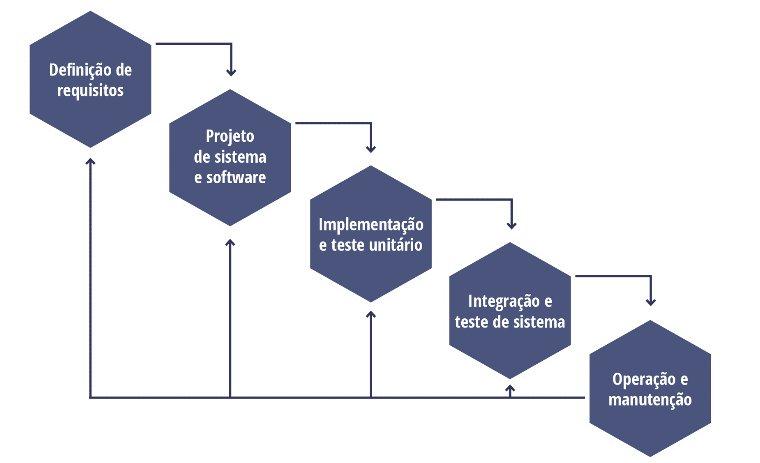 Definição de
requisitos
Projeto
de sistema
e software
Implementação
e teste unitário
Integração e
teste de sistema
Operação e
manutenção